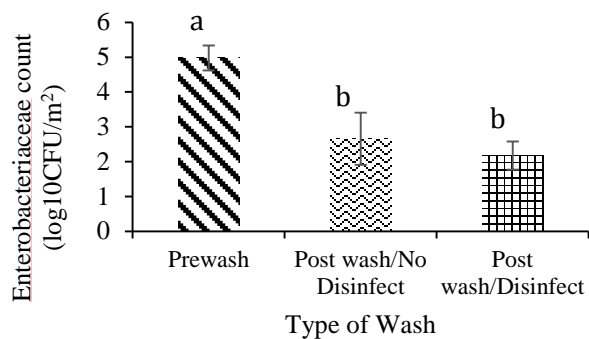 Enterobacteriaceae count
(log10CFU/m²)
6
5
4
3
2
1
0
a
b
b
Prewash
Post wash/No
Disinfect
Post
wash/Disinfect
Type of Wash